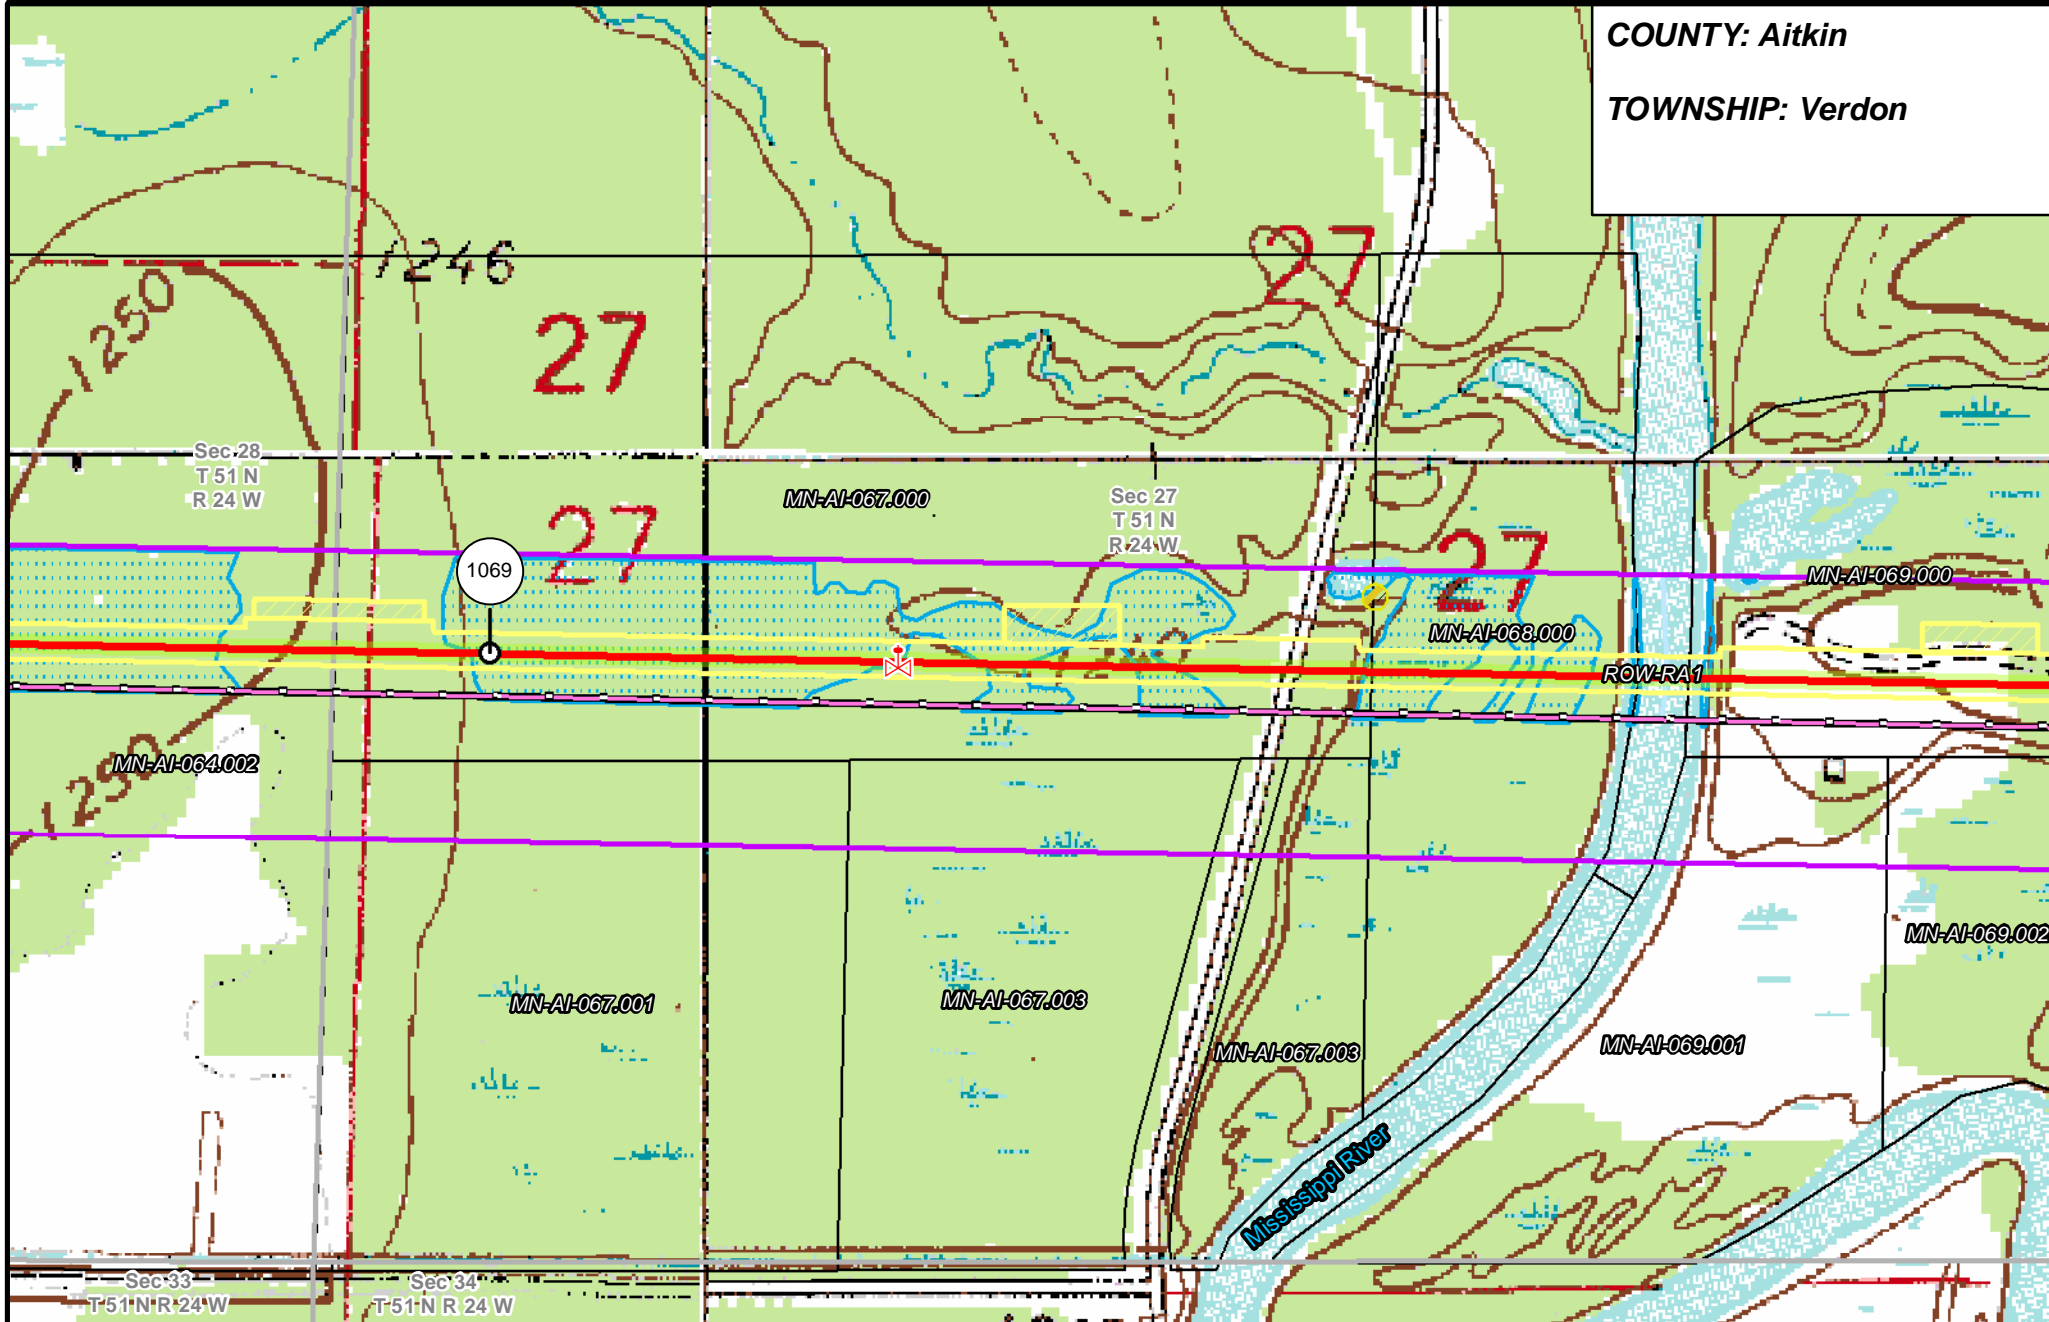 COUNTY: Aitkin
TOWNSHIP: Verdon
1246
27
1250
27
Sec 28
T 51 N
R 24 W
MN-AI-067.000
Sec 27
T 51 N
R 24 W
27
27
1069
MN-AI-069.000
MN-AI-068.000
ROW-RA1
MN-AI-064.002
1250
MN-AI-069.002
MN-AI-067.001
MN-AI-067.003
MN-AI-067.003
MN-AI-069.001
Mississippi River
Sec 33
T 51 N R 24 W
Sec 34
T 51 N R 24 W